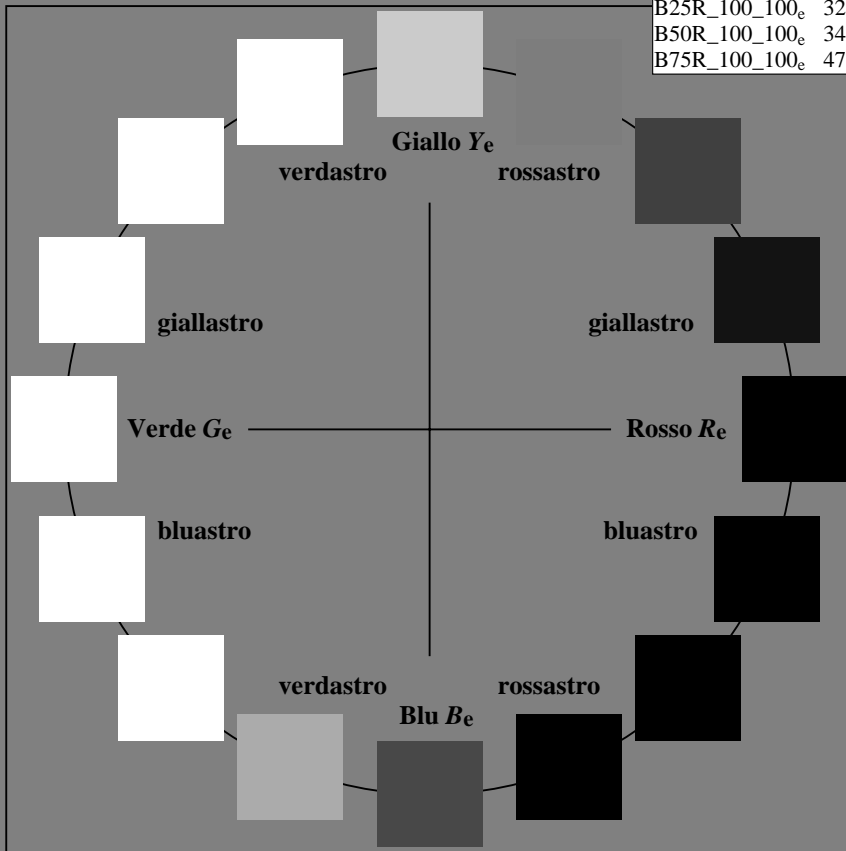 B25R_100_100e 32
B50R_100_100e 34
B75R_100_100e 47
Giallo Ye
verdastro rossastro
giallastro giallastro
Verde Ge Rosso Re
bluastro bluastro
verdastro rossastro
Blu Be